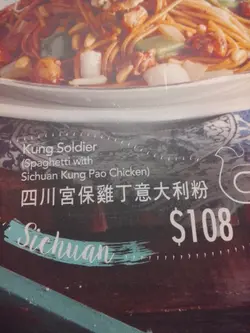 Kung Soldier
(Spaghetti with
Sichuan Kung Pao Chicken)
四川宮保雞丁意大利粉
$108
Sichuan